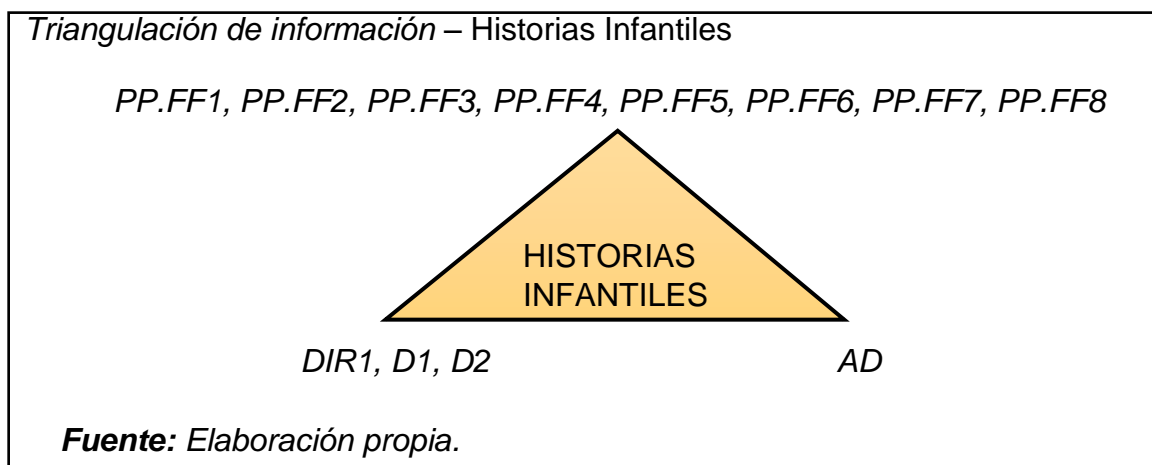 Triangulación de información – Historias Infantiles
PP.FF1, PP.FF2, PP.FF3, PP.FF4, PP.FF5, PP.FF6, PP.FF7, PP.FF8
HISTORIAS
INFANTILES
DIR1, D1, D2 AD
Fuente: Elaboración propia.